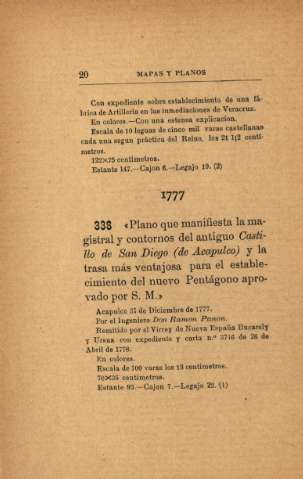 20 MAPAS Y PLANOS
Con expediente sobre establecimiento de una fá-
brica de Artillería en las inmediaciones de Veracruz.
En colores.—Con una estensa explicacion.
Escala de 10 leguas de cinco mil varas castellanas
cada una segun práctica del Reino, los 21 1|2 centí-
metros.
122×75 centímetros.
Estante 147.—Cajon 6.—Legajo 19. (2)
1777
338 «Plano que manifiesta la ma-
gistral y contornos del antiguo Casti-
llo de San Diego (de Acapulco) y la
trasa más ventajosa para el estable-
cimiento del nuevo Pentágono apro-
vado por S. M.»
Acapulco 31 de Diciembre de 1777.
Por el Ingeniero Don Ramon Panon.
Remitido por el Virrey de Nueva España Bucarely
y Ursua con expediente y carta n.º 3716 de 26 de
Abril de 1778.
En colores.
Escala de 100 varas los 13 centímetros.
70×35 centímetros.
Estante 93.—Cajon 7.—Legajo 22. (1)